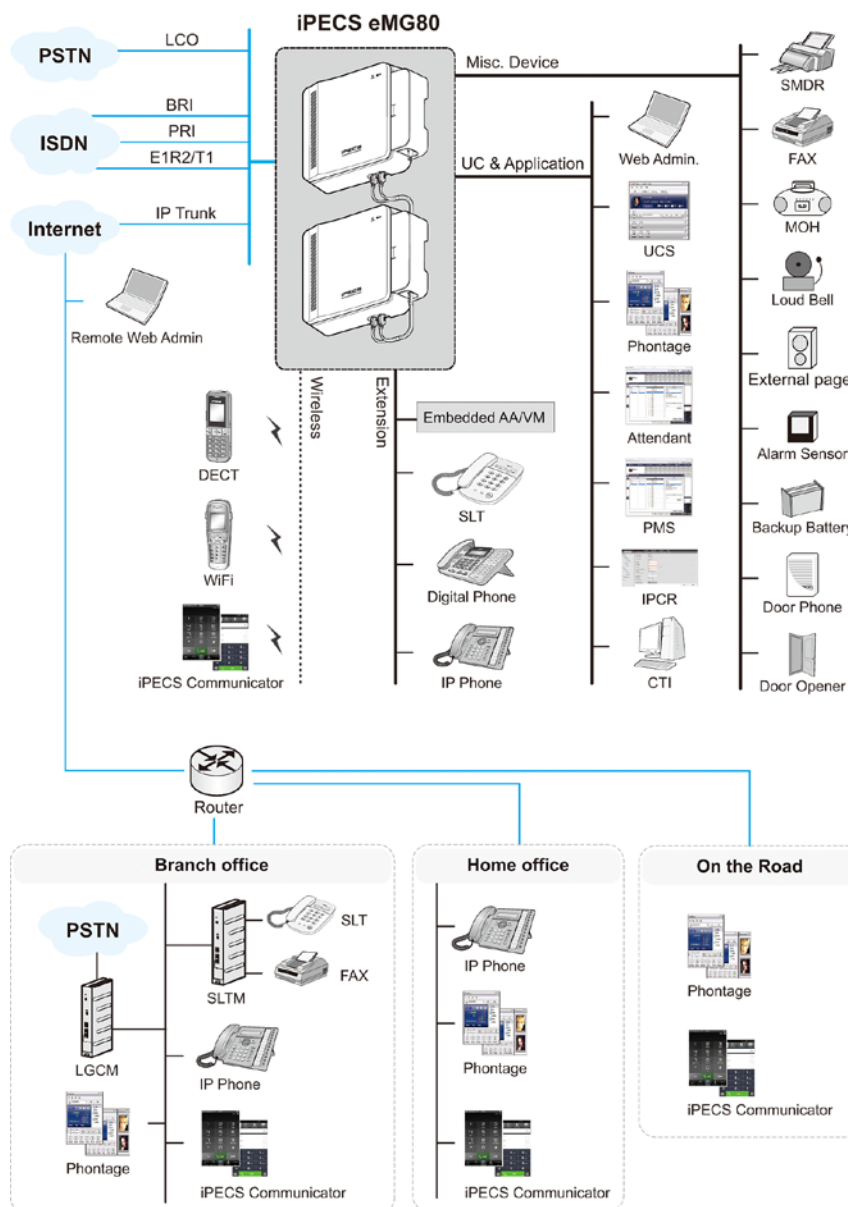 iPECS eMG80
PSTN
LCO
ISDN
BRI
PRI
E1R2/T1
Internet
IP Trunk
Remote Web Admin
Misc. Device
UC & Application
Wireless
Extension
DECT
WiFi
iPECS Communicator
Embedded AA/VM
SLT
Digital Phone
IP Phone
Web Admin.
UCS
Phontage
Attendant
PMS
IPCR
CTI
SMDR
FAX
MOH
Loud Bell
External page
Alarm Sensor
Backup Battery
Door Phone
Door Opener
Router
Branch office
PSTN
LGCM
Phontage
SLTM
SLT
FAX
IP Phone
iPECS Communicator
Home office
IP Phone
Phontage
iPECS Communicator
On the Road
Phontage
iPECS Communicator